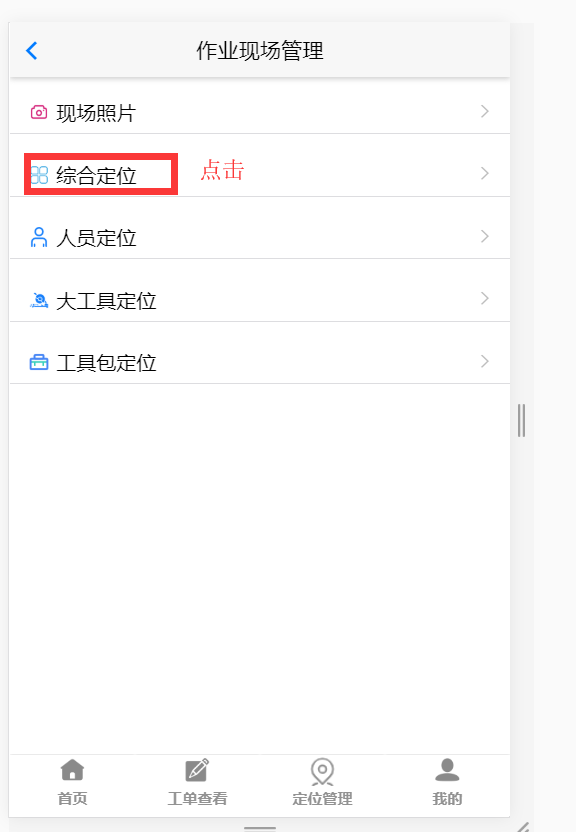 作业现场管理
现场照片
综合定位 点击
人员定位
大工具定位
工具包定位
首页 工单查看 定位管理 我的